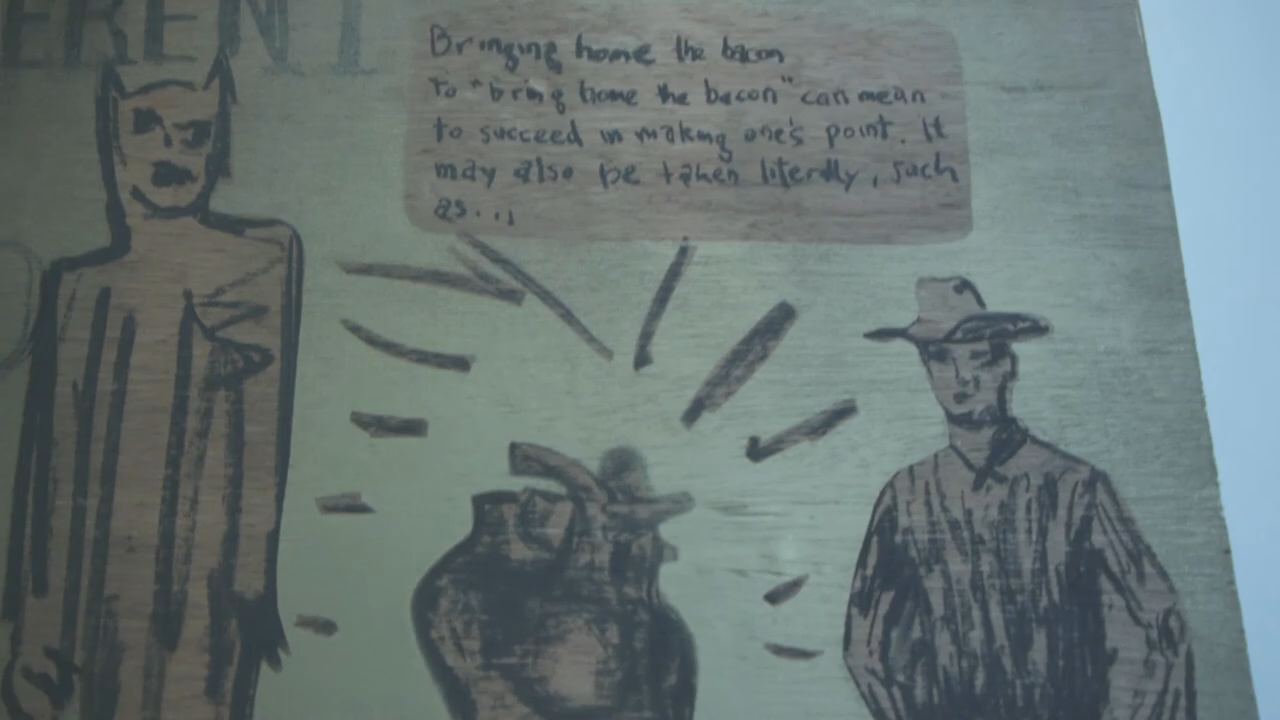 ERENT
Bringing home the bacon
To "bring home the bacon" can mean
to succeed in making one's point. It
may also be taken literally, such
as...